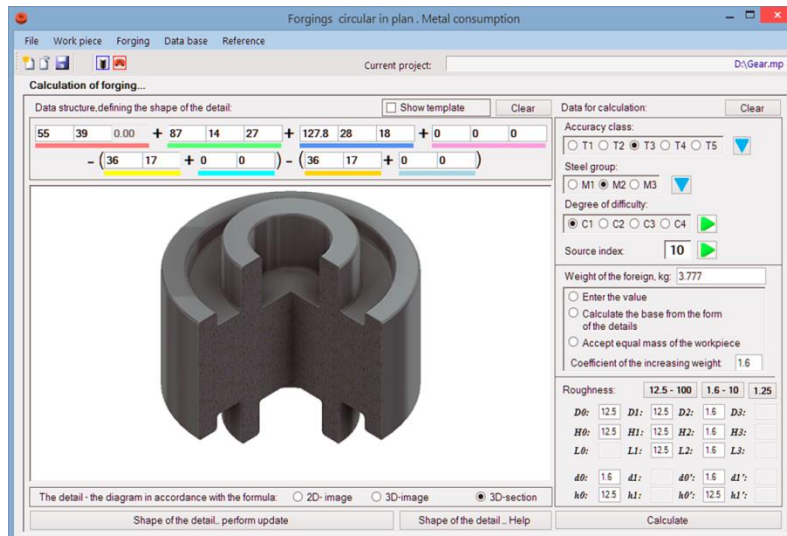 Forgings circular in plan . Metal consumption
File Work piece Forging Data base Reference
Current project: D:\Gear.mp
Calculation of forging...
Data structure,defining the shape of the detail: Show template Clear
55 39 0.00 + 87 14 27 + 127.8 28 18 + 0 0 0
- ( 36 17 + 0 0 ) - ( 36 17 + 0 0 )
Data for calculation: Clear
Accuracy class:
T1 T2 T3 T4 T5
Steel group:
M1 M2 M3
Degree of difficulty:
C1 C2 C3 C4
Source index: 10
Weight of the foreign, kg: 3.777
Enter the value
Calculate the base from the form
of the details
Accept equal mass of the workpiece
Coefficient of the increasing weight: 1.6
Roughness: 12.5 - 100 1.6 - 10 1.25
D0: 12.5 D1: 12.5 D2: 1.6 D3:
H0: 12.5 H1: 12.5 H2: 1.6 H3:
L0: L1: 12.5 L2: 1.6 L3:
d0: 1.6 d1: d0': 1.6 d1':
h0: 12.5 h1: h0': 12.5 h1':
The detail - the diagram in accordance with the formula: 2D- image 3D-image 3D-section
Shape of the detail_ perform update Shape of the detail _ Help Calculate